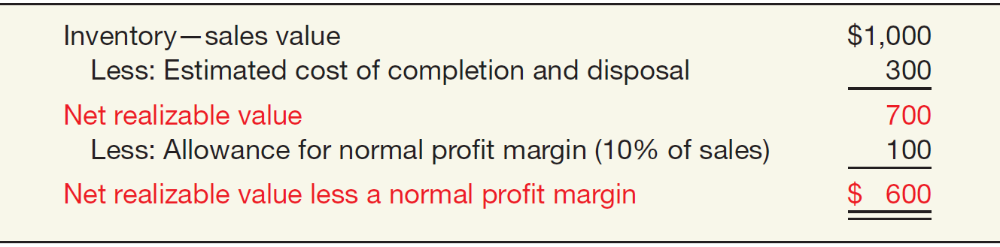 Inventory—sales value $1,000
Less: Estimated cost of completion and disposal 300
Net realizable value 700
Less: Allowance for normal profit margin (10% of sales) 100
Net realizable value less a normal profit margin $ 600